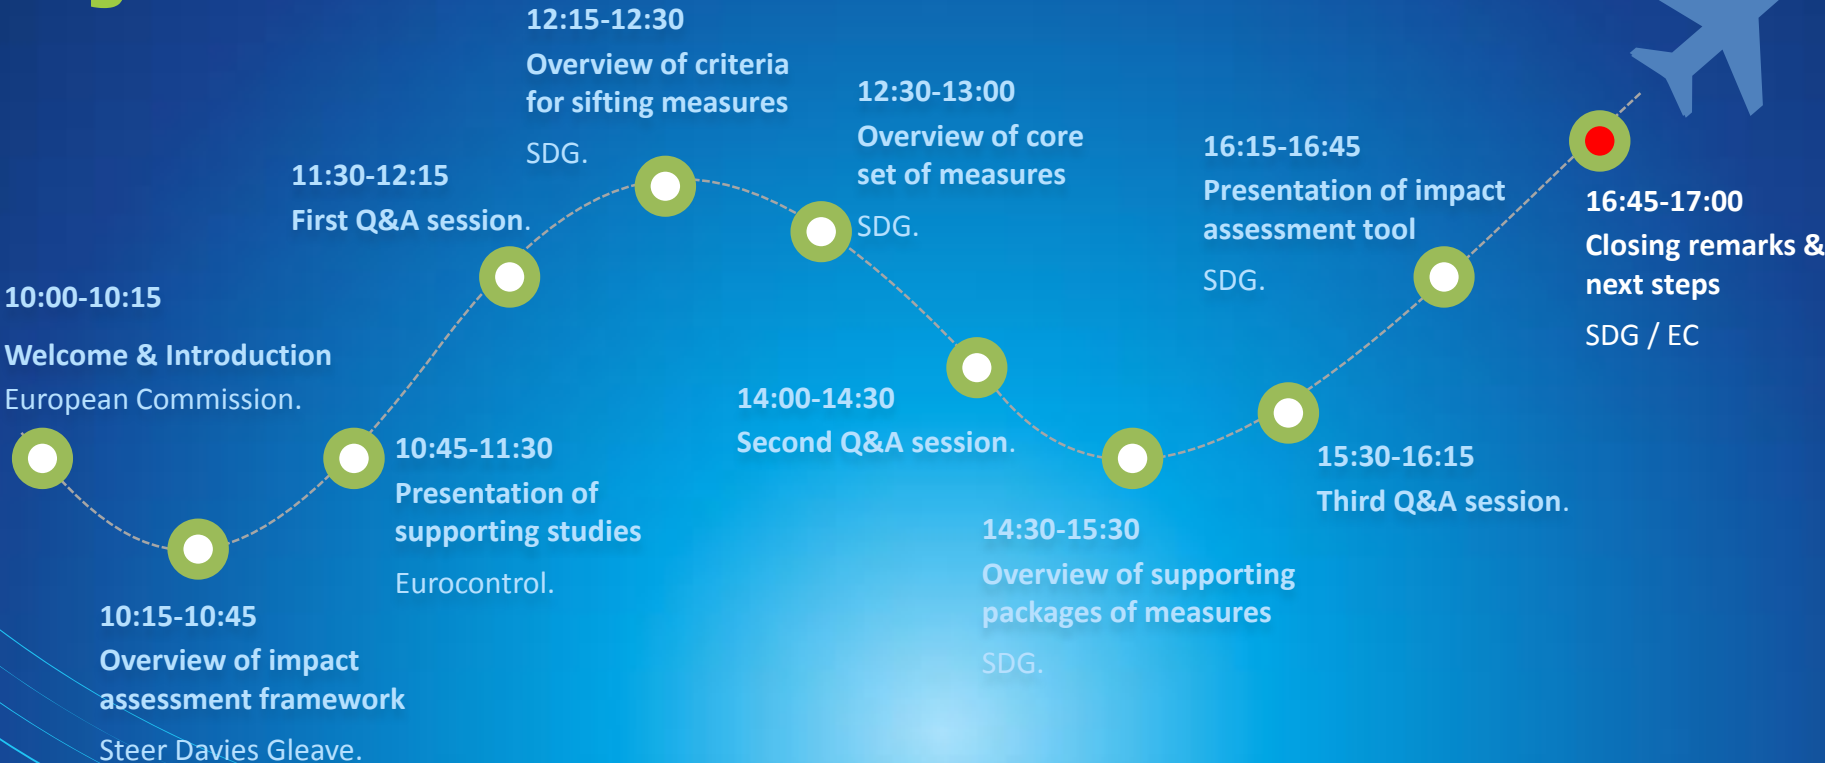 10:00-10:15
Welcome & Introduction
European Commission.
10:15-10:45
Overview of impact
assessment framework
Steer Davies Gleave.
10:45-11:30
Presentation of
supporting studies
Eurocontrol.
11:30-12:15
First Q&A session.
12:15-12:30
Overview of criteria
for sifting measures
SDG.
12:30-13:00
Overview of core
set of measures
SDG.
14:00-14:30
Second Q&A session.
14:30-15:30
Overview of supporting
packages of measures
SDG.
15:30-16:15
Third Q&A session.
16:15-16:45
Presentation of impact
assessment tool
SDG.
16:45-17:00
Closing remarks &
next steps
SDG / EC